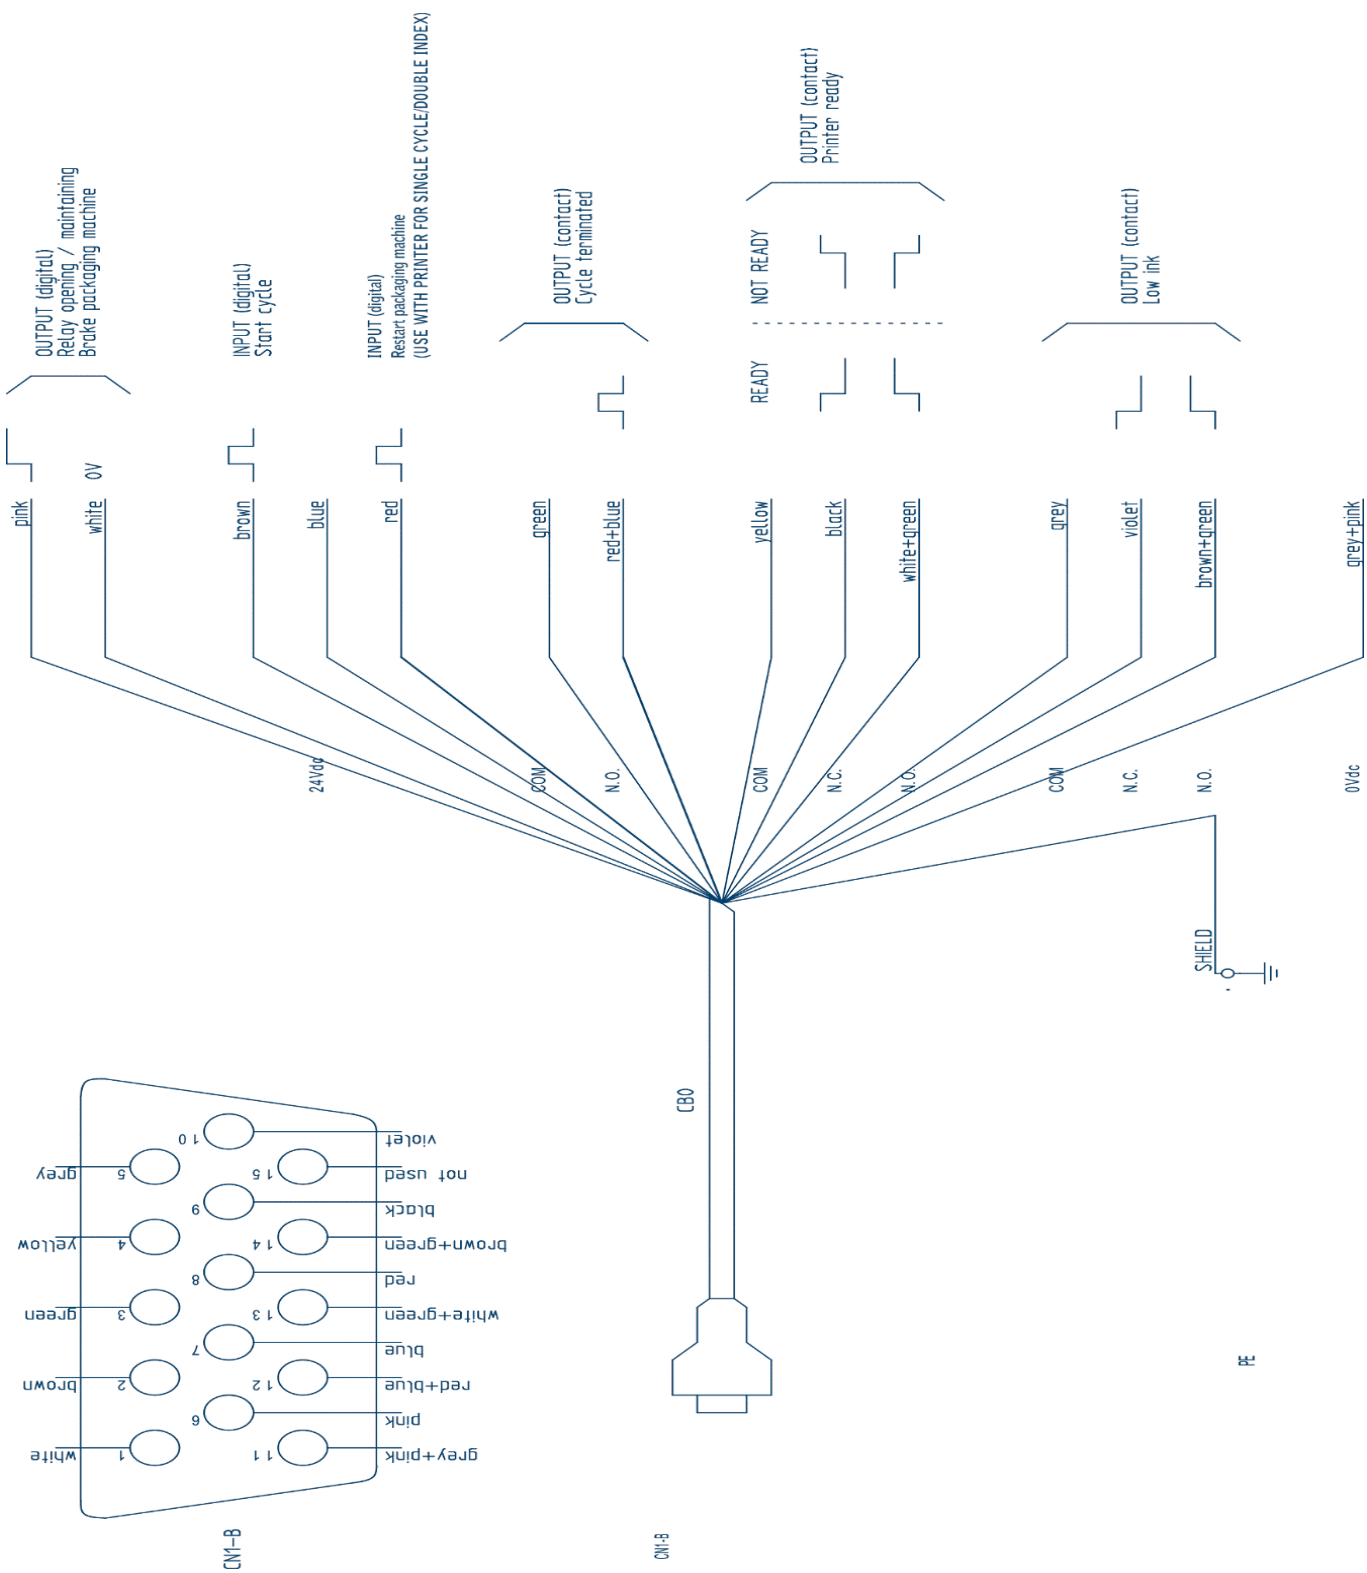 OUTPUT (digital)
Relay opening / maintaining
Brake packaging machine
INPUT (digital)
Start cycle
INPUT (digital)
Restart packaging machine
(USE WITH PRINTER FOR SINGLE CYCLE/DOUBLE INDEX)
OUTPUT (contact)
Cycle terminated
OUTPUT (contact)
Printer ready
READY
NOT READY
OUTPUT (contact)
Low ink
pink
white
0V
brown
blue
red
green
red+blue
yellow
black
white+green
grey
violet
brown+green
grey+pink
24Vdc
COM
N.O.
COM
N.C.
N.O.
COM
N.C.
N.O.
0Vdc
SHIELD
CB0
PE
CN1-B
CN1-B
white 1
brown 2
green 3
yellow 4
grey 5
6 pink
7 blue
8 red
9 black
10 violet
11 grey+pink
12 red+blue
13 white+green
14 brown+green
15 not used